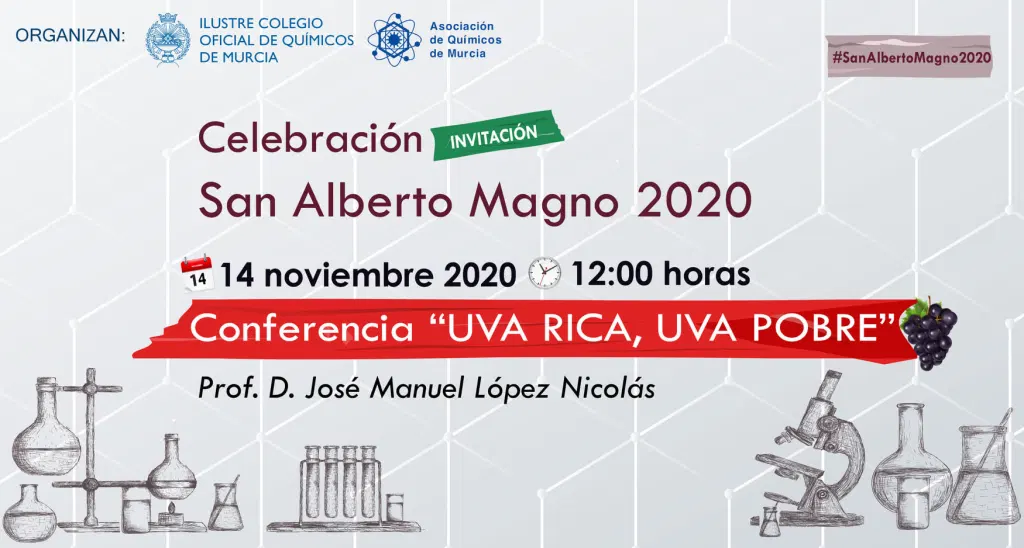 ORGANIZAN:
ILUSTRE COLEGIO
OFICIAL DE QUÍMICOS
DE MURCIA
Asociación
de Químicos
de Murcia
#SanAlbertoMagno2020
Celebración INVITACIÓN
San Alberto Magno 2020
14 14 noviembre 2020 12:00 horas
Conferencia “UVA RICA, UVA POBRE”
Prof. D. José Manuel López Nicolás